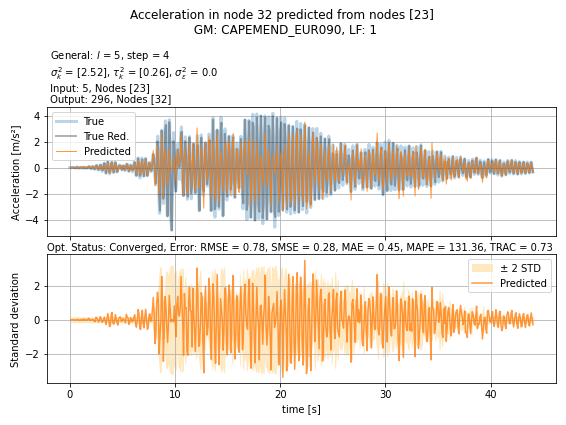 Acceleration in node 32 predicted from nodes [23]
GM: CAPEMEND_EUR090, LF: 1
General: l = 5, step = 4
σ²ₖ = [2.52], τ²ₖ = [0.26], σ²ε = 0.0
Input: 5, Nodes [23]
Output: 296, Nodes [32]
Acceleration [m/s²]
4
2
0
−2
−4
True
True Red.
Predicted
Opt. Status: Converged, Error: RMSE = 0.78, SMSE = 0.28, MAE = 0.45, MAPE = 131.36, TRAC = 0.73
Standard deviation
2
0
−2
± 2 STD
Predicted
0 10 20 30 40
time [s]